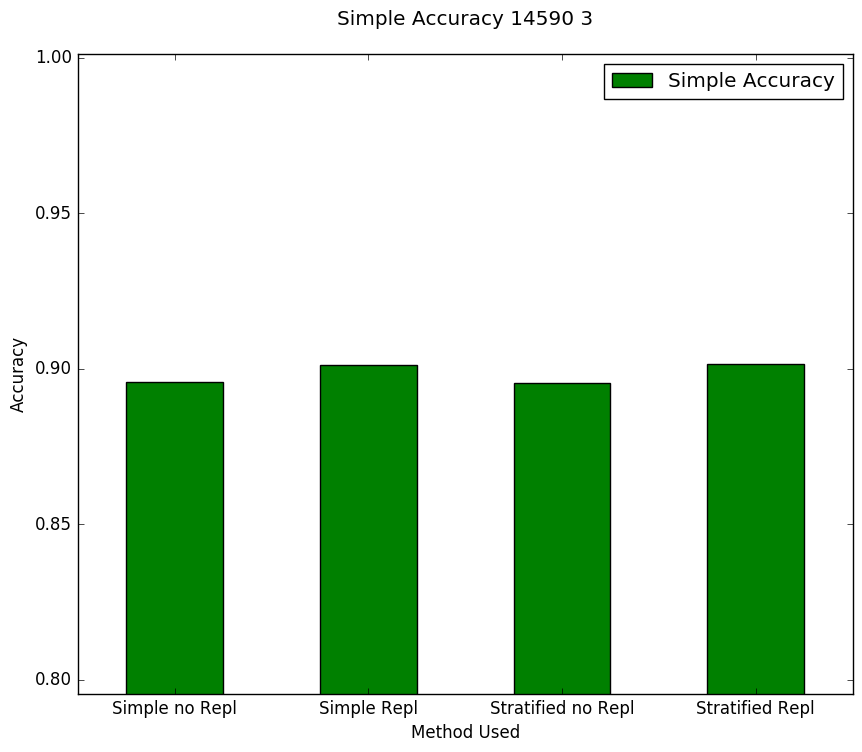 Simple Accuracy 14590 3
1.00
Simple Accuracy
0.95
0.90
Accuracy
0.85
0.80
Simple no Repl Simple Repl Stratified no Repl Stratified Repl
Method Used